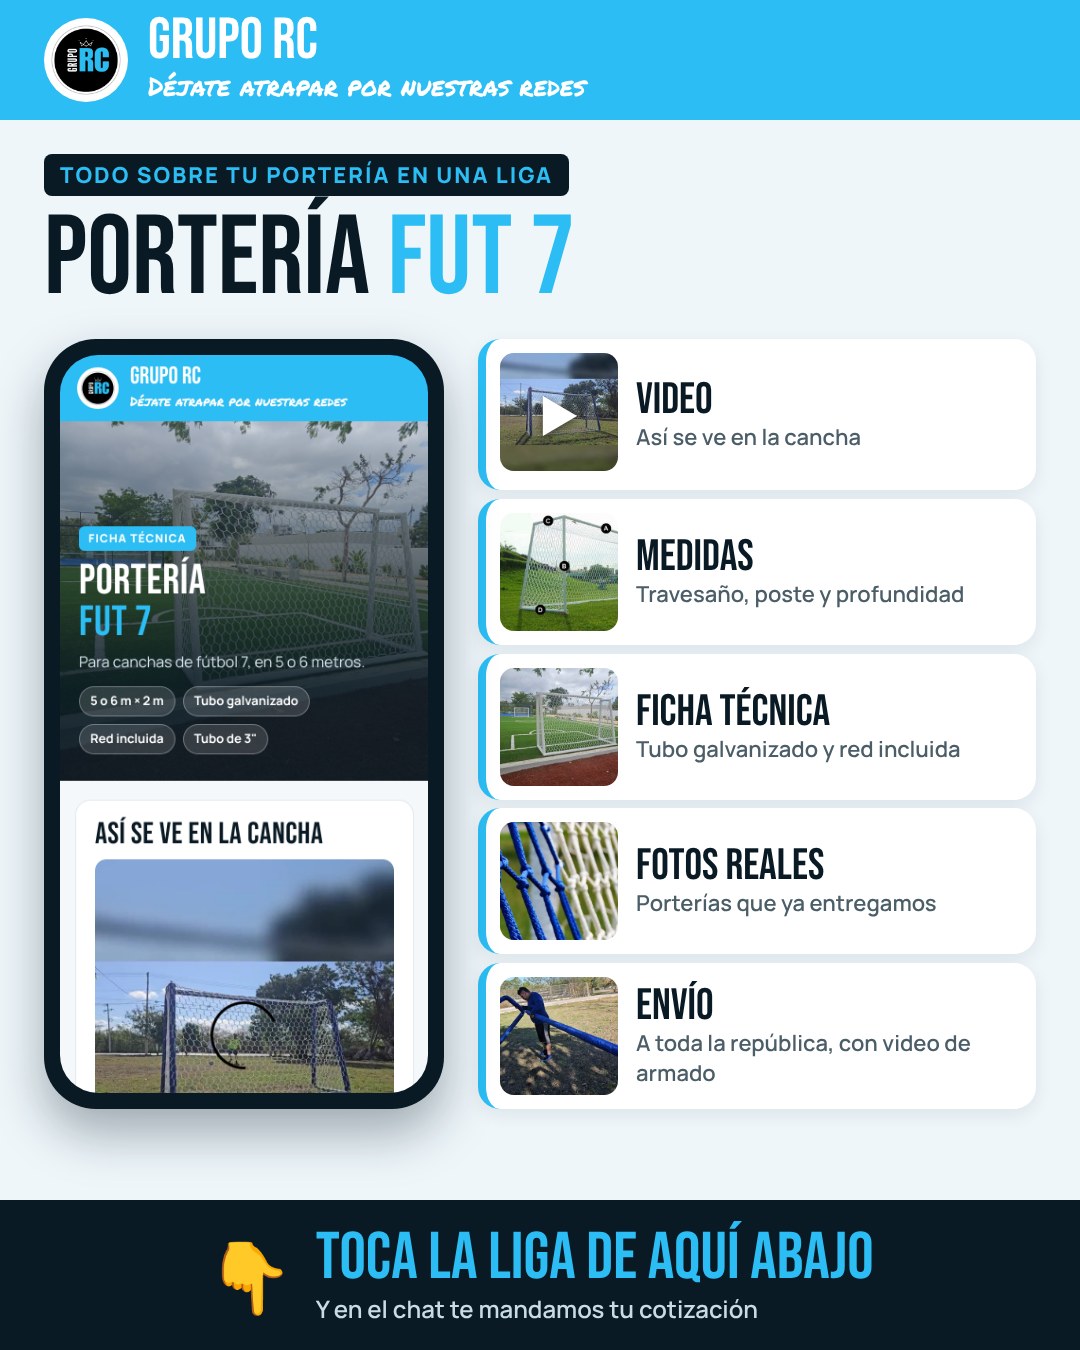 GRUPO RC
GRUPO RC
Déjate atrapar por nuestras redes
TODO SOBRE TU PORTERÍA EN UNA LIGA
PORTERÍA FUT 7
GRUPO RC
GRUPO RC
Déjate atrapar por nuestras redes
FICHA TÉCNICA
PORTERÍA
FUT 7
Para canchas de fútbol 7, en 5 o 6 metros.
5 o 6 m × 2 m
Tubo galvanizado
Red incluida
Tubo de 3"
ASÍ SE VE EN LA CANCHA
VIDEO
Así se ve en la cancha
C
A
B
D
MEDIDAS
Travesaño, poste y profundidad
FICHA TÉCNICA
Tubo galvanizado y red incluida
FOTOS REALES
Porterías que ya entregamos
ENVÍO
A toda la república, con video de
armado
TOCA LA LIGA DE AQUÍ ABAJO
Y en el chat te mandamos tu cotización